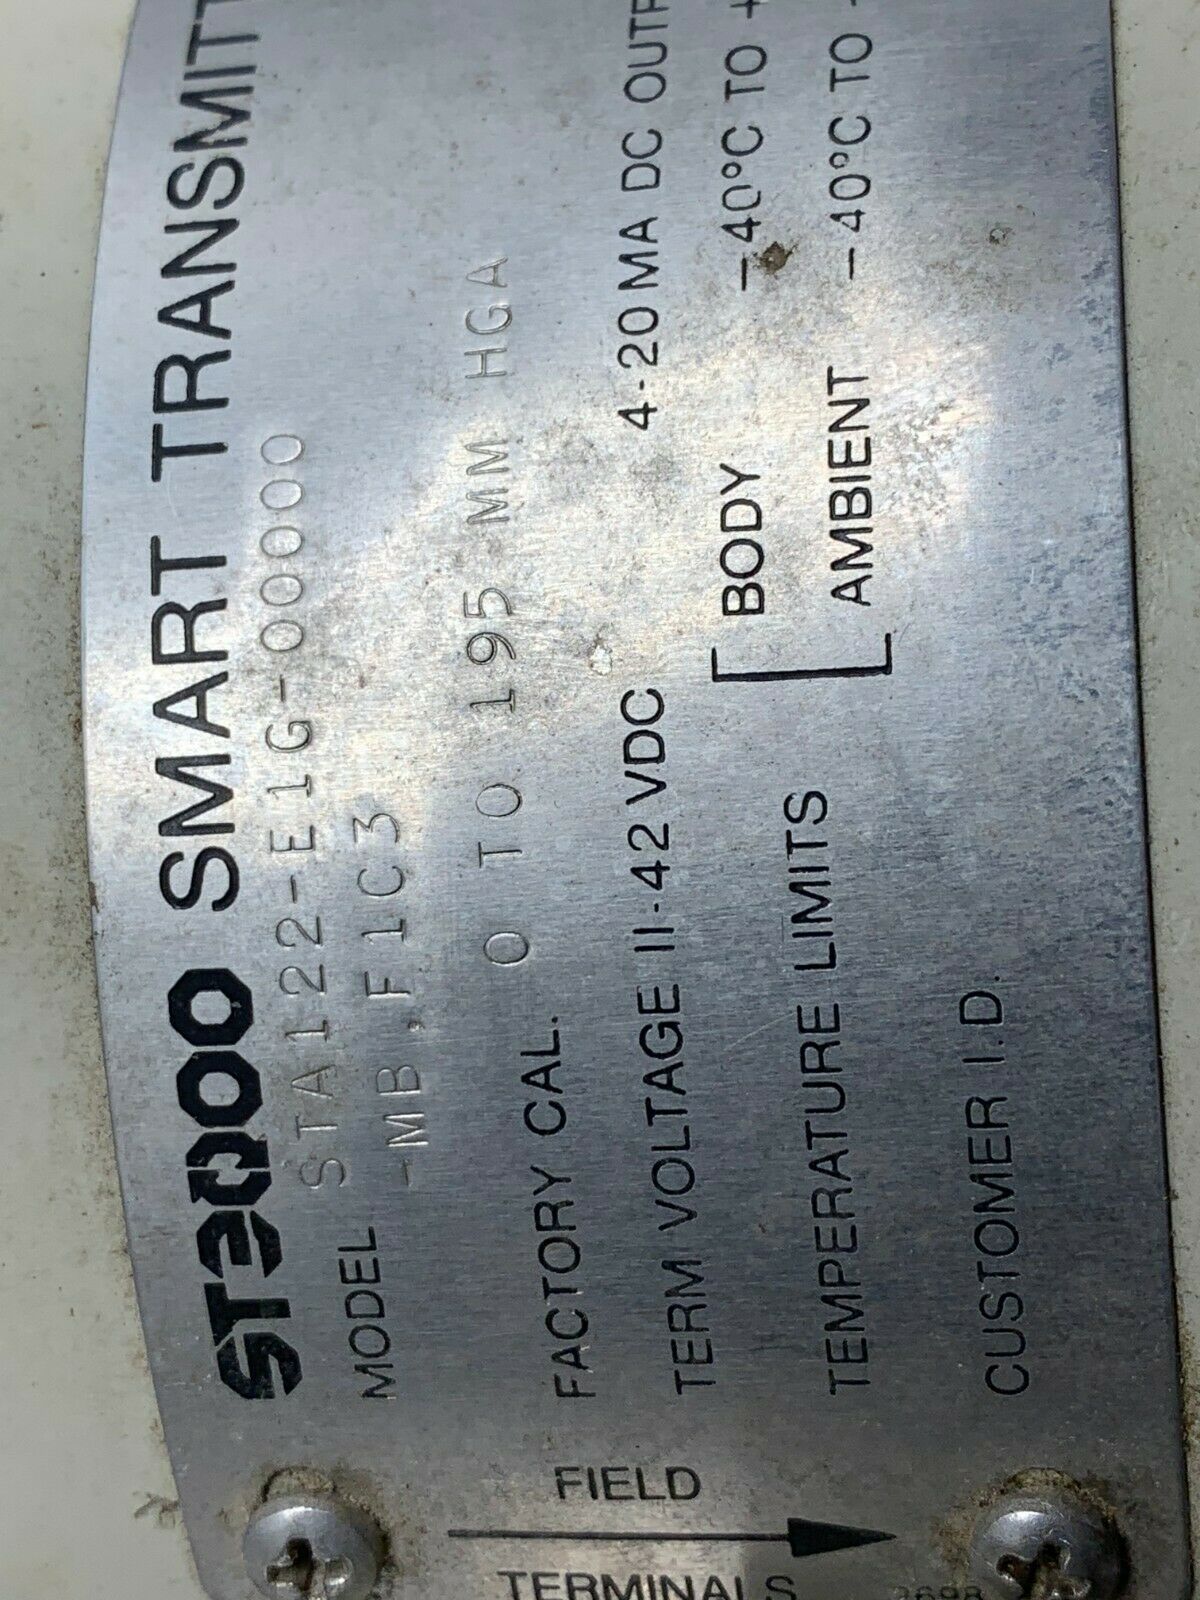 ST3000 SMART TRANSMITT
MODEL STA122-E1G-00000
-MB.F1C3
FACTORY CAL. 0 TO 195 MM HGA
TERM VOLTAGE 11-42 VDC 4-20 MA DC OUTP
TEMPERATURE LIMITS BODY -40°C TO +
AMBIENT -40°C TO
CUSTOMER I.D.
FIELD
TERMINALS